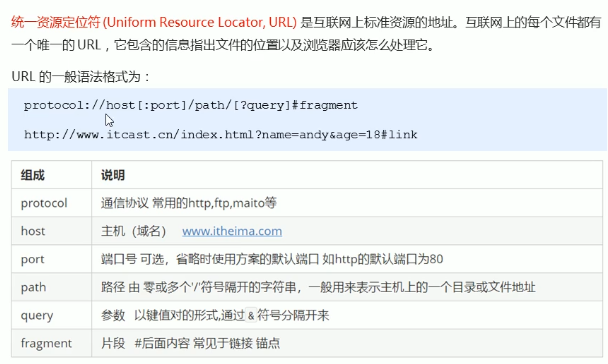 统一资源定位符 (Uniform Resource Locator, URL) 是互联网上标准资源的地址。互联网上的每个文件都有
一个唯一的 URL，它包含的信息指出文件的位置以及浏览器应该怎么处理它。
URL 的一般语法格式为：
protocol://host[:port]/path/[?query]#fragment
http://www.itcast.cn/index.html?name=andy&age=18#link
组成 说明
protocol 通信协议 常用的http,ftp,maito等
host 主机（域名） www.itheima.com
port 端口号 可选，省略时使用方案的默认端口 如http的默认端口为80
path 路径 由 零或多个'/'符号隔开的字符串，一般用来表示主机上的一个目录或文件地址
query 参数 以键值对的形式,通过 & 符号分隔开来
fragment 片段 #后面内容 常见于链接 锚点